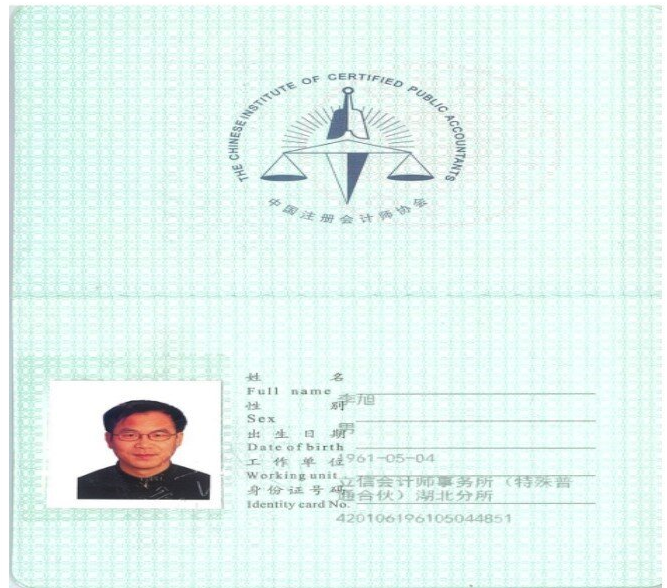 THE CHINESE INSTITUTE OF CERTIFIED PUBLIC ACCOUNTANTS
中国注册会计师协会
姓 名
Full name 李旭
性 别
Sex 男
出生日期
Date of birth 1961-05-04
工作单位
Working unit 立信会计师事务所（特殊普
通合伙）湖北分所
身份证号码
Identity card No. 420106196105044851